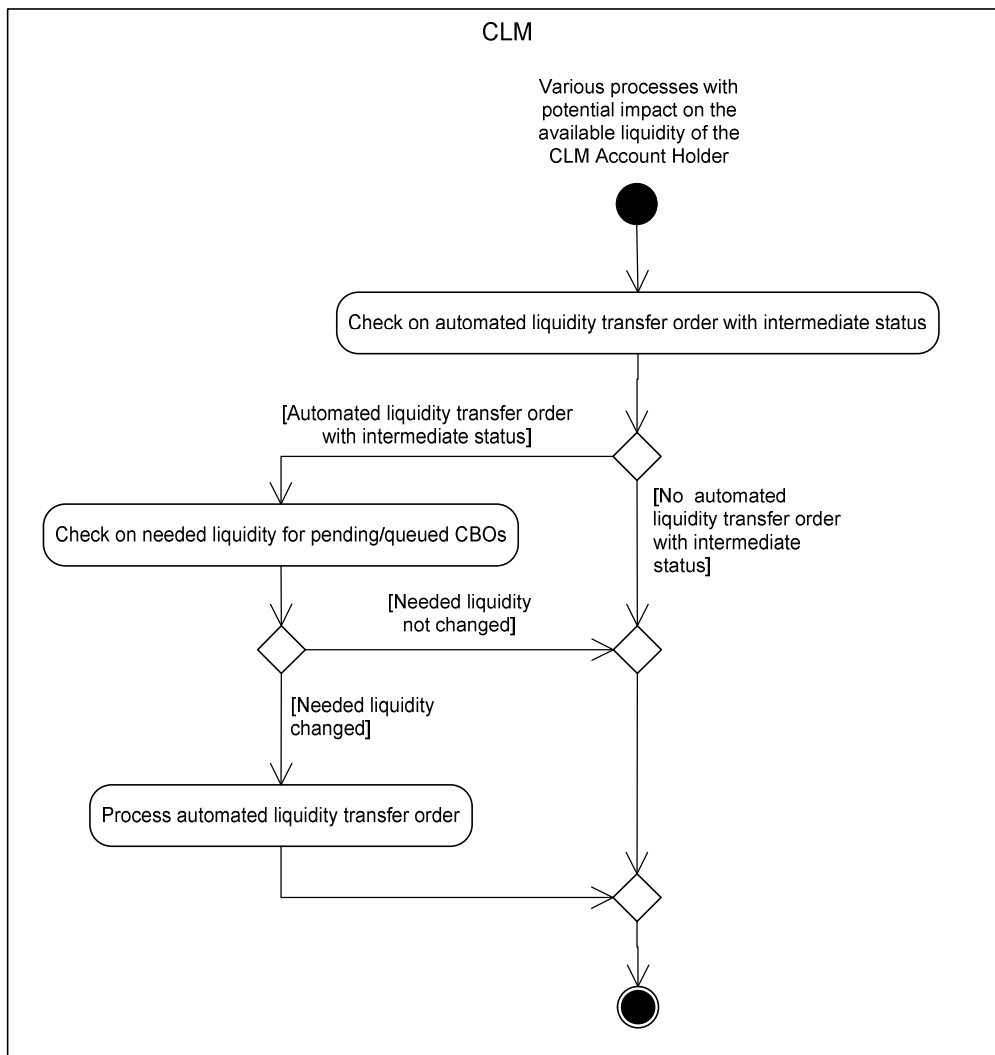 CLM
Various processes with
potential impact on the
available liquidity of the
CLM Account Holder
Check on automated liquidity transfer order with intermediate status
[Automated liquidity transfer order
with intermediate status]
[No  automated
liquidity transfer order
with intermediate
status]
Check on needed liquidity for pending/queued CBOs
[Needed liquidity
not changed]
[Needed liquidity
changed]
Process automated liquidity transfer order